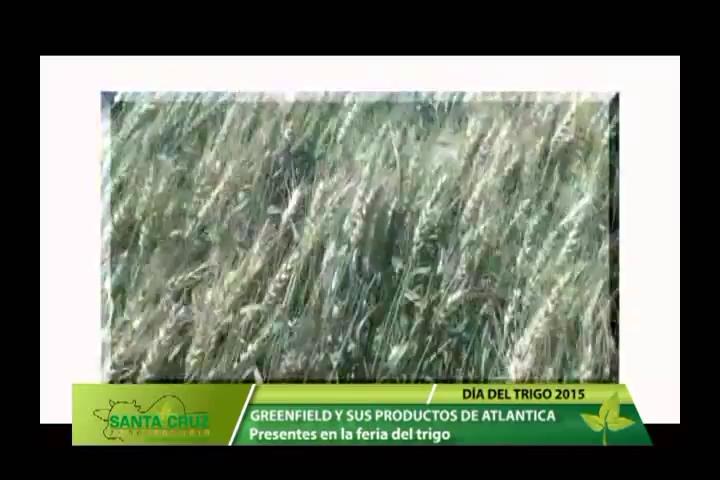 DÍA DEL TRIGO 2015
GREENFIELD Y SUS PRODUCTOS DE ATLANTICA
Presentes en la feria del trigo
SANTA CRUZ